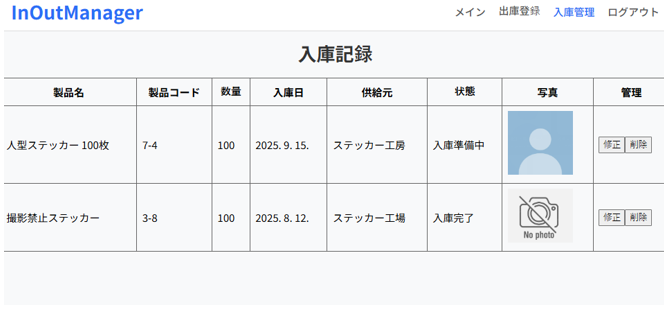 InOutManager
メイン 出庫登録 入庫管理 ログアウト
入庫記録
製品名 製品コード 数量 入庫日 供給元 状態 写真 管理
人型ステッカー 100枚 7-4 100 2025. 9. 15. ステッカー工房 入庫準備中 修正 削除
撮影禁止ステッカー 3-8 100 2025. 8. 12. ステッカー工場 入庫完了 No photo 修正 削除